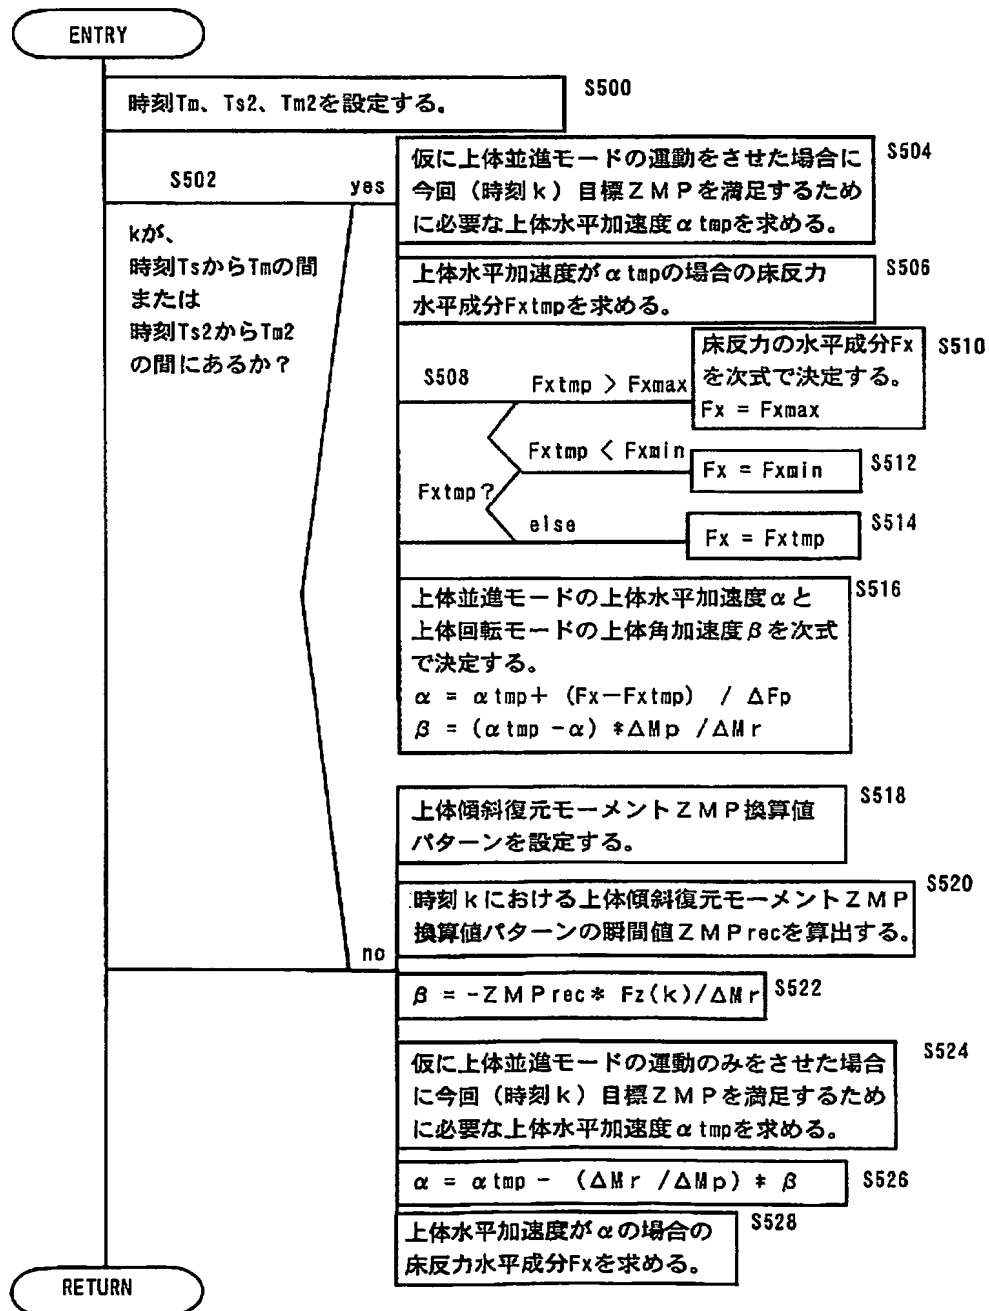 ENTRY
時刻Tm、Ts2、Tm2を設定する。
S500
S502
yes
kが、
時刻TsからTmの間
または
時刻Ts2からTm2
の間にあるか?
仮に上体並進モードの運動をさせた場合に
今回(時刻k)目標ZMPを満足するため
に必要な上体水平加速度αtmpを求める。
S504
上体水平加速度がαtmpの場合の床反力
水平成分Fxtmpを求める。
S506
S508
Fxtmp > Fxmax
床反力の水平成分Fx
を次式で決定する。
Fx = Fxmax
S510
Fxtmp < Fxmin
Fx = Fxmin
S512
Fxtmp?
else
Fx = Fxtmp
S514
上体並進モードの上体水平加速度αと
上体回転モードの上体角加速度βを次式
で決定する。
α = αtmp+ (Fx-Fxtmp) / ΔFp
β = (αtmp -α) *ΔMp /ΔMr
S516
上体傾斜復元モーメントZMP換算値
パターンを設定する。
S518
時刻kにおける上体傾斜復元モーメントZMP
換算値パターンの瞬間値ZMPrecを算出する。
S520
no
β = -ZMPrec* Fz(k)/ΔMr
S522
仮に上体並進モードの運動のみをさせた場合
に今回(時刻k)目標ZMPを満足するため
に必要な上体水平加速度αtmpを求める。
S524
α = αtmp - (ΔMr /ΔMp) * β
S526
上体水平加速度がαの場合の
床反力水平成分Fxを求める。
S528
RETURN